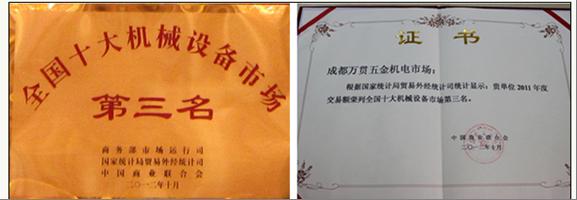 全国十大机械设备市场
第三名
商务部市场运行司
国家统计局贸易外经统计司
中国商业联合会
二〇一二年十月
证 书
成都万贯五金机电市场：
根据国家统计局贸易外经统计司统计显示：贵单位2011年度
交易额荣列全国十大机械设备市场第三名。
中国商业联合会
二〇一二年十月